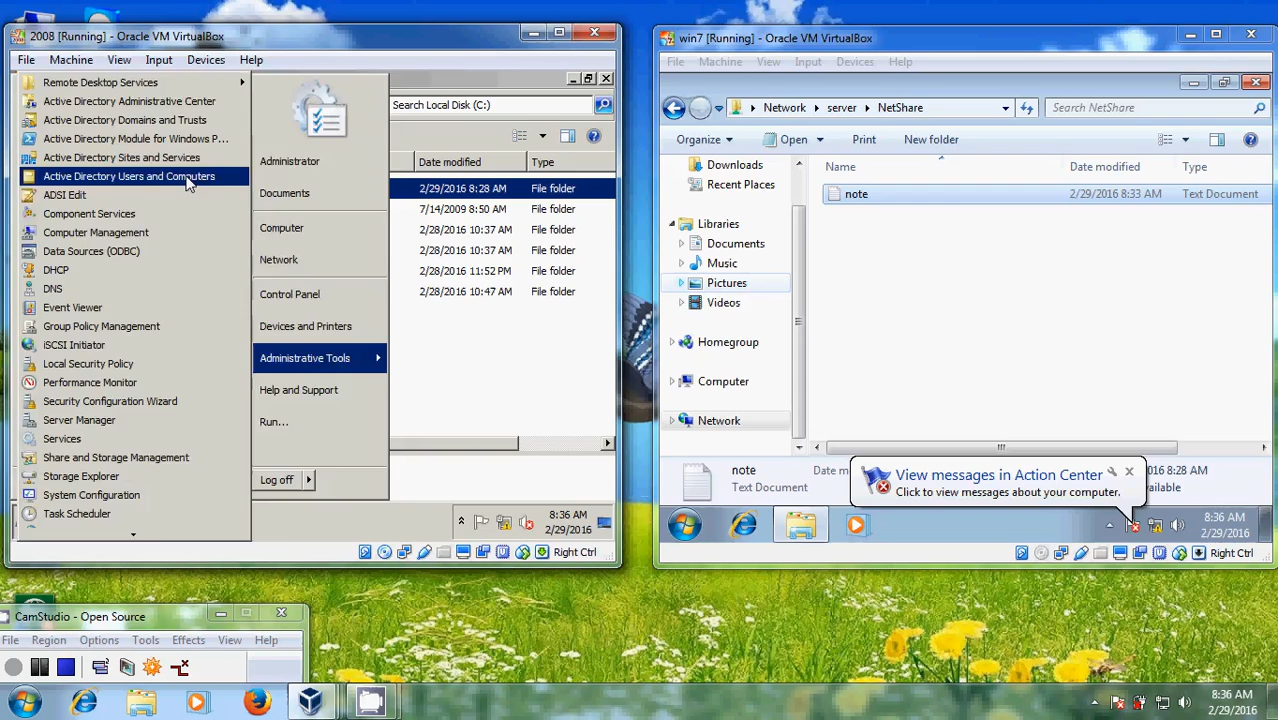 2008 [Running] - Oracle VM VirtualBox
File Machine View Input Devices Help
Remote Desktop Services
Active Directory Administrative Center
Active Directory Domains and Trusts
Active Directory Module for Windows P...
Active Directory Sites and Services
Active Directory Users and Computers
ADSI Edit
Component Services
Computer Management
Data Sources (ODBC)
DHCP
DNS
Event Viewer
Group Policy Management
iSCSI Initiator
Local Security Policy
Performance Monitor
Security Configuration Wizard
Server Manager
Services
Share and Storage Management
Storage Explorer
System Configuration
Task Scheduler
Administrator
Documents
Computer
Network
Control Panel
Devices and Printers
Administrative Tools
Help and Support
Run...
Log off
Search Local Disk (C:)
Date modified Type
2/29/2016 8:28 AM File folder
7/14/2009 8:50 AM File folder
2/28/2016 10:37 AM File folder
2/28/2016 10:37 AM File folder
2/28/2016 11:52 PM File folder
2/28/2016 10:47 AM File folder
8:36 AM
2/29/2016
Right Ctrl
win7 [Running] - Oracle VM VirtualBox
File Machine View Input Devices Help
Network server NetShare
Search NetShare
Organize Open Print New folder
Downloads
Recent Places
Libraries
Documents
Music
Pictures
Videos
Homegroup
Computer
Network
Name Date modified Type
note 2/29/2016 8:33 AM Text Document
note
Text Document
View messages in Action Center
Click to view messages about your computer.
8:36 AM
2/29/2016
Right Ctrl
CamStudio - Open Source
File Region Options Tools Effects View Help
8:36 AM
2/29/2016